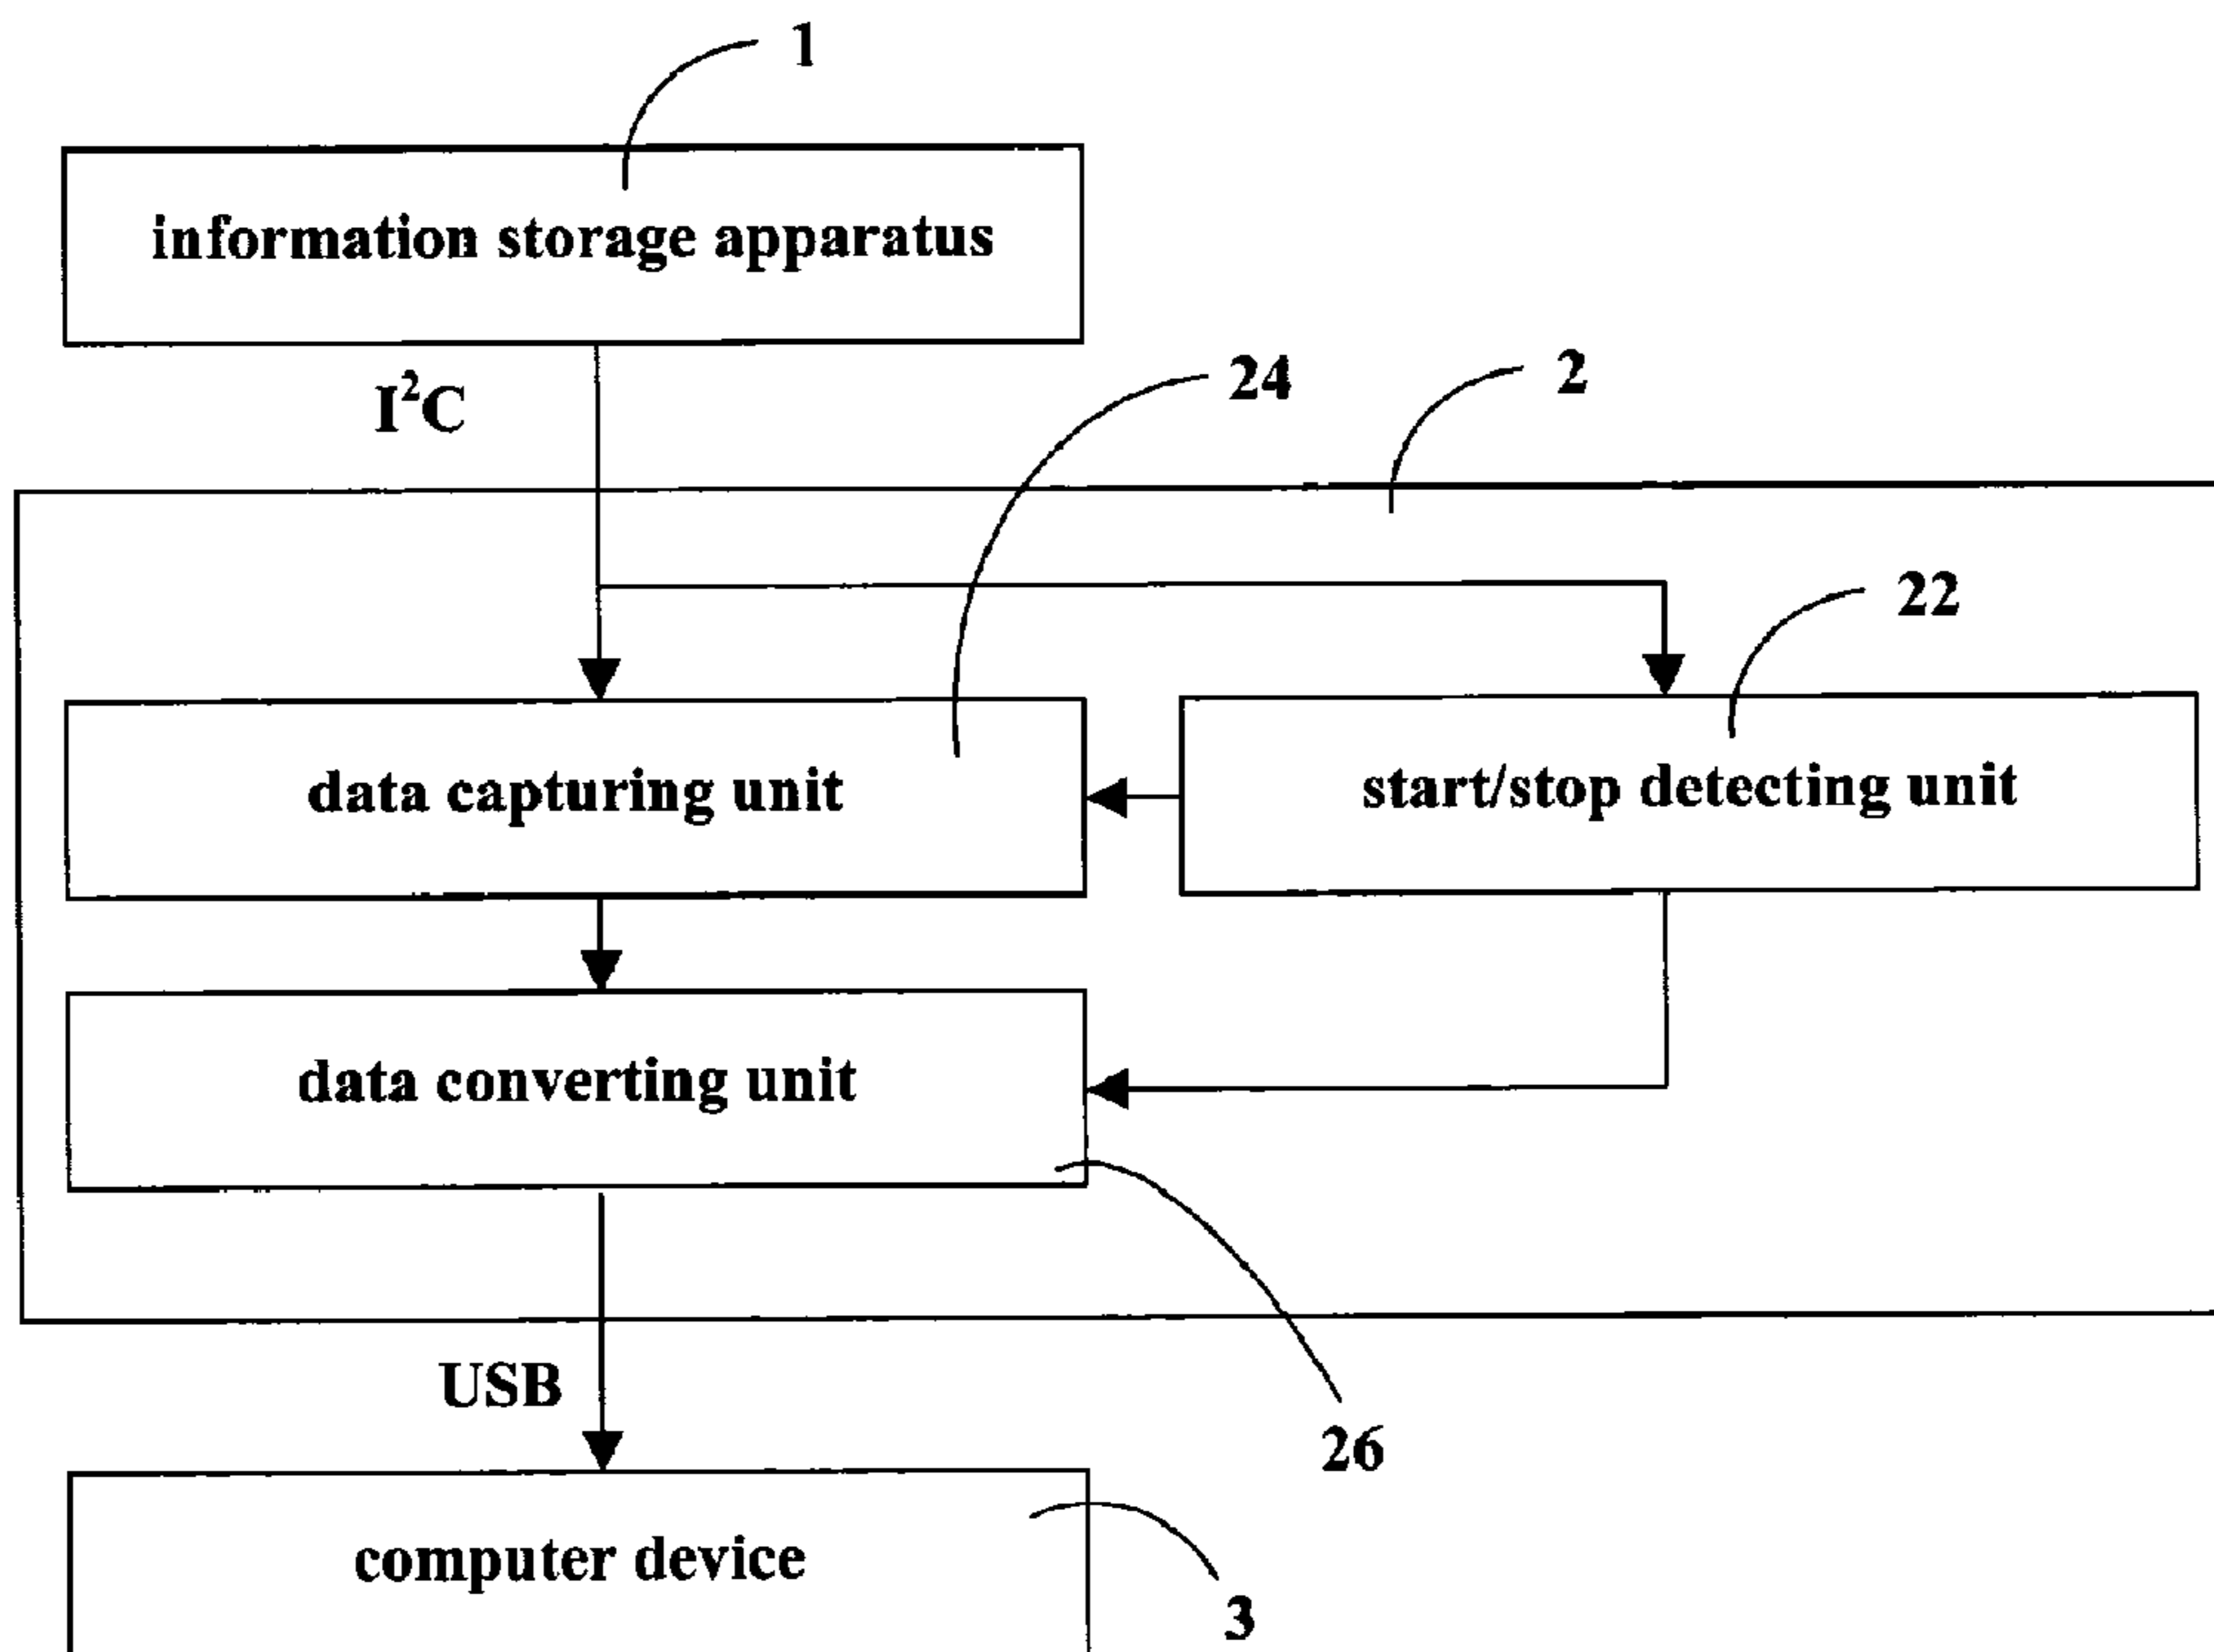 1
information storage apparatus
I²C
24
2
22
data capturing unit
start/stop detecting unit
data converting unit
USB
26
computer device
3